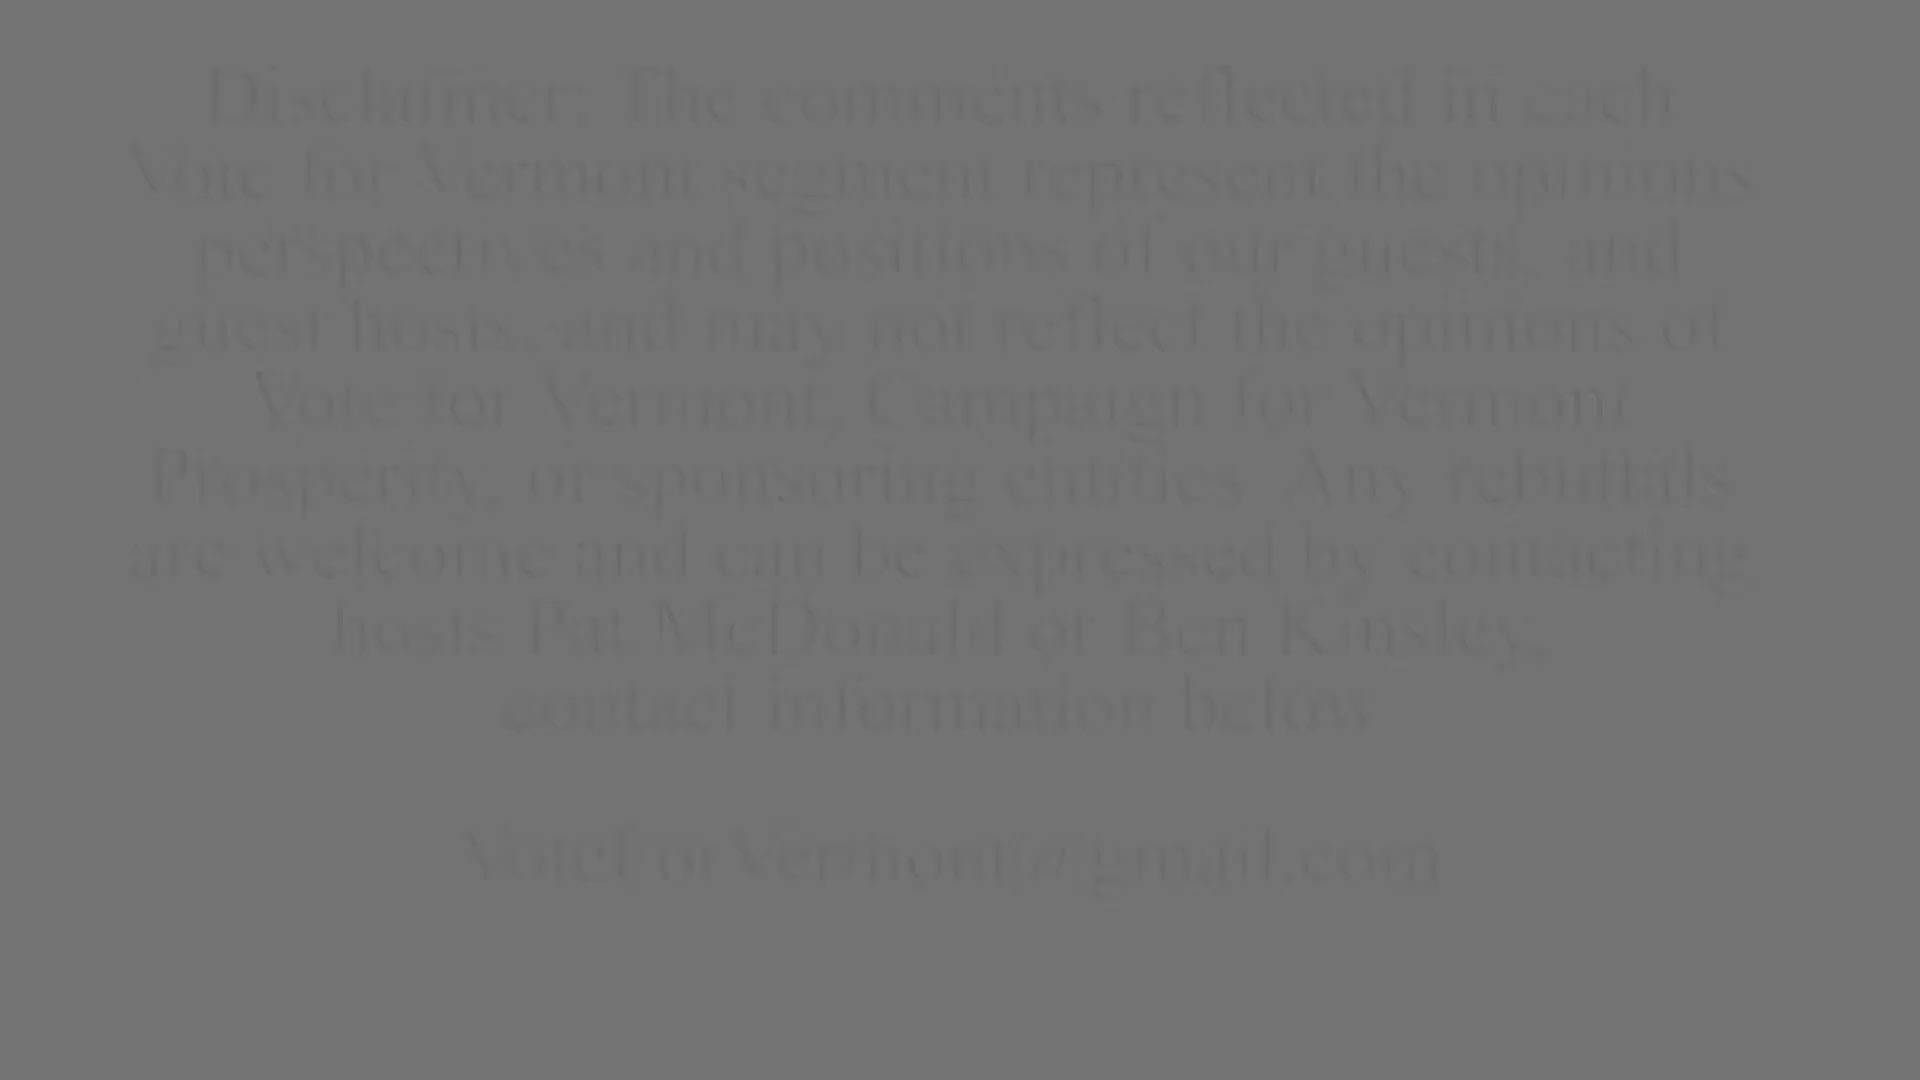 Disclaimer: The comments reflected in each
Vote for Vermont segment represent the opinions
perspectives and positions of our guests, and
guest hosts, and may not reflect the opinions of
Vote for Vermont, Campaign for Vermont
Prosperity, or sponsoring entities. Any rebuttals
are welcome and can be expressed by contacting
hosts Pat McDonald or Ben Kinsley,
contact information below
VoteForVermont@gmail.com